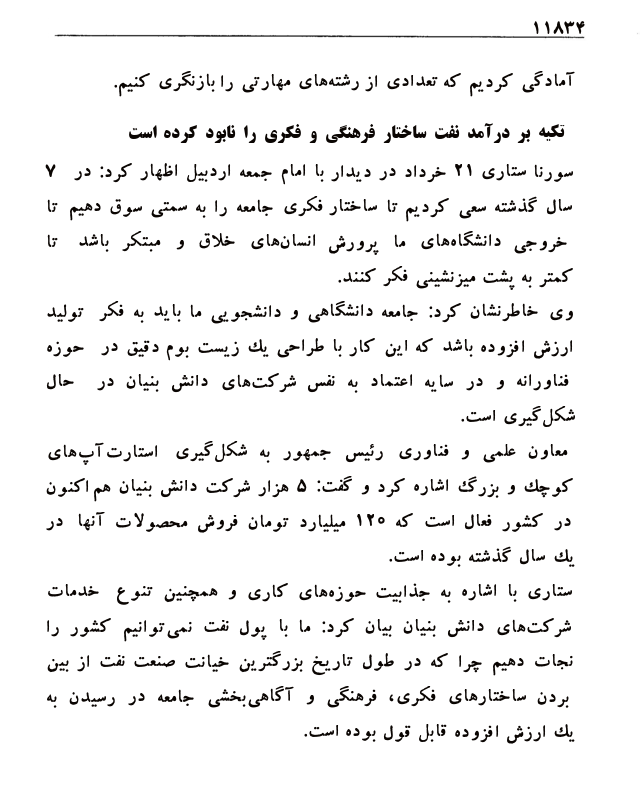 ۱۱۸۳۴
آمادگی کردیم که تعدادی از رشته‌های مهارتی را بازنگری کنیم.
تکیه بر درآمد نفت ساختار فرهنگی و فکری را نابود کرده است
سورنا ستاری ۲۱ خرداد در دیدار با امام جمعه اردبیل اظهار کرد: در ۷
سال گذشته سعی کردیم تا ساختار فکری جامعه را به سمتی سوق دهیم تا
خروجی دانشگاه‌های ما پرورش انسان‌های خلاق و مبتکر باشد تا
کمتر به پشت میزنشینی فکر کنند.
وی خاطرنشان کرد: جامعه دانشگاهی و دانشجویی ما باید به فکر تولید
ارزش افزوده باشد که این کار با طراحی یك زیست بوم دقیق در حوزه
فناورانه و در سایه اعتماد به نفس شرکت‌های دانش بنیان در حال
شکل‌گیری است.
معاون علمی و فناوری رئیس جمهور به شکل‌گیری استارت آپ‌های
کوچك و بزرگ اشاره کرد و گفت: ۵ هزار شرکت دانش بنیان هم‌اکنون
در کشور فعال است که ۱۲۰ میلیارد تومان فروش محصولات آنها در
یك سال گذشته بوده است.
ستاری با اشاره به جذابیت حوزه‌های کاری و همچنین تنوع خدمات
شرکت‌های دانش بنیان بیان کرد: ما با پول نفت نمی‌توانیم کشور را
نجات دهیم چرا که در طول تاریخ بزرگترین خیانت صنعت نفت از بین
بردن ساختارهای فکری، فرهنگی و آگاهی‌بخشی جامعه در رسیدن به
یك ارزش افزوده قابل قول بوده است.